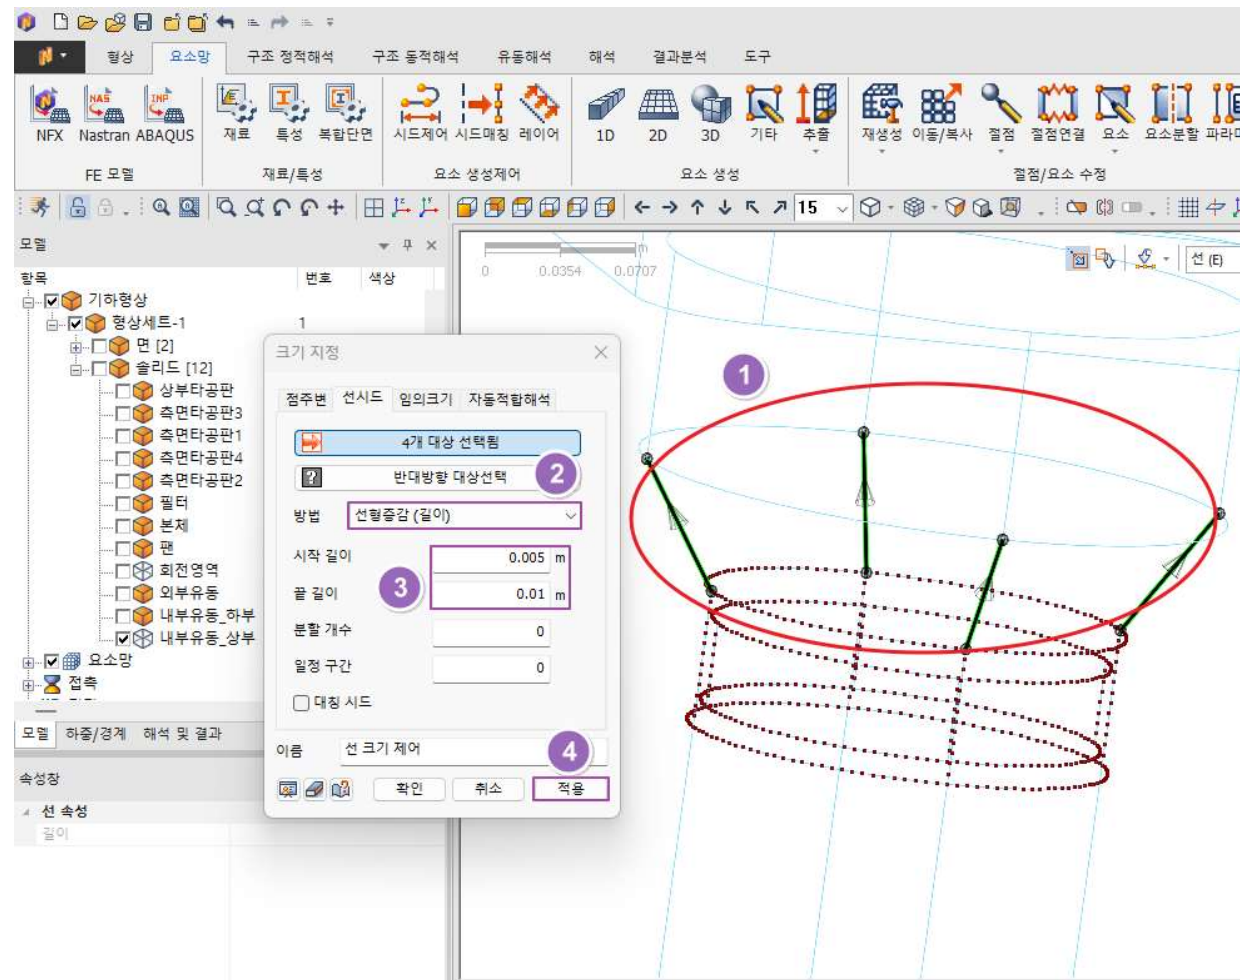 형상 요소망 구조 정적해석 구조 동적해석 유동해석 해석 결과분석 도구
NAS INP
NFX Nastran ABAQUS 재료 특성 복합단면 시드제어 시드매칭 레이어 1D 2D 3D 기타 추출 재생성 이동/복사 절점 절점연결 요소 요소분할
FE 모델 재료/특성 요소 생성제어 요소 생성 절점/요소 수정
15
모델
항목 번호 색상
기하형상
형상세트-1 1
면 [2]
솔리드 [12]
상부타공판
측면타공판3
측면타공판1
측면타공판4
측면타공판2
필터
본체
팬
회전영역
외부유동
내부유동_하부
내부유동_상부
요소망
접촉
모델 하중/경계 해석 및 결과
속성창
선 속성
길이
크기 지정
점주변 선시드 임의크기 자동적합해석
4개 대상 선택됨
반대방향 대상선택
2
방법 선형증감 (길이)
시작 길이 0.005 m
3
끝 길이 0.01 m
분할 개수 0
일정 구간 0
대칭 시드
이름 선 크기 제어
4
확인 취소 적용
m
0 0.0354 0.0707
선 (E)
1